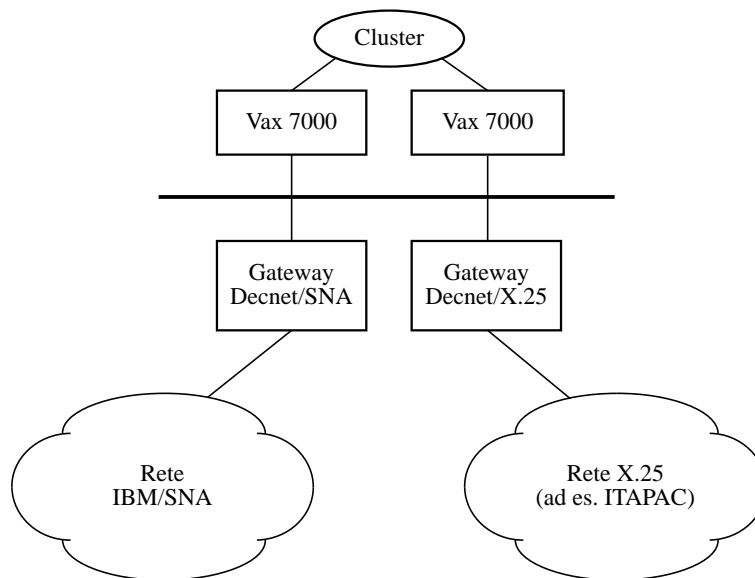 Cluster
Vax 7000
Vax 7000
Gateway
Decnet/SNA
Gateway
Decnet/X.25
Rete
IBM/SNA
Rete X.25
(ad es. ITAPAC)